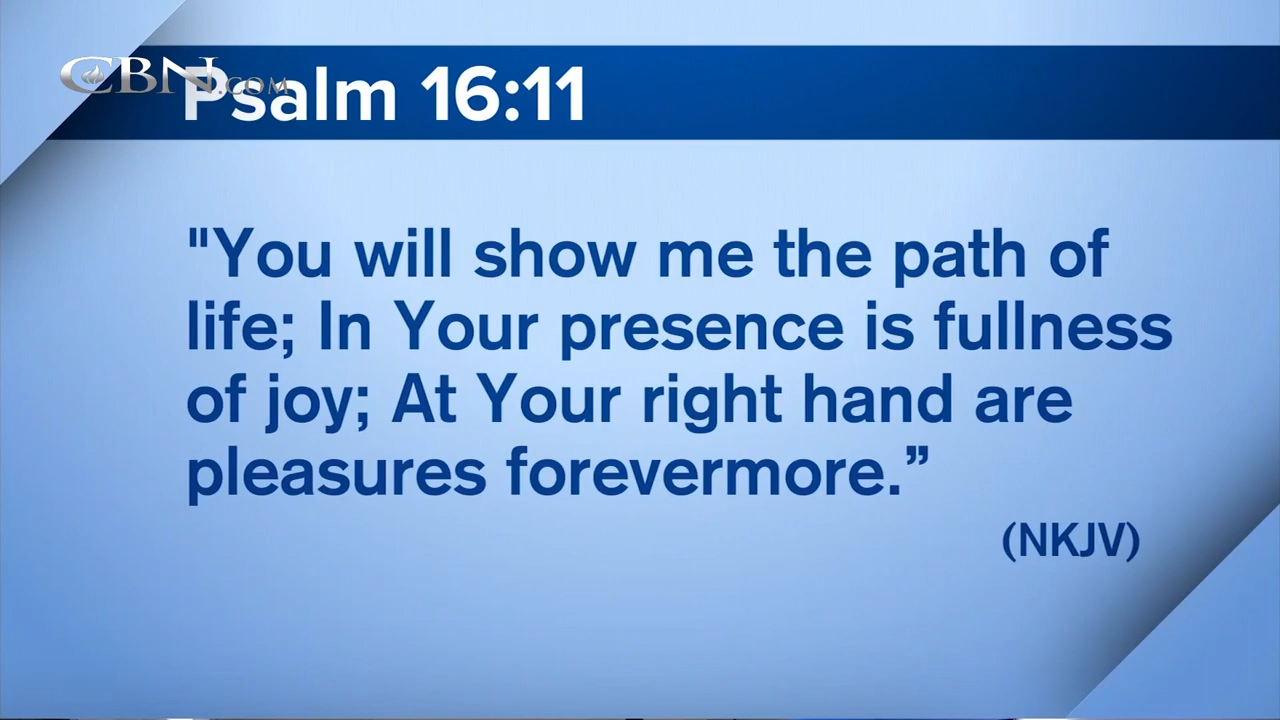 CBN.COM
Psalm 16:11
"You will show me the path of
life; In Your presence is fullness
of joy; At Your right hand are
pleasures forevermore.”
(NKJV)